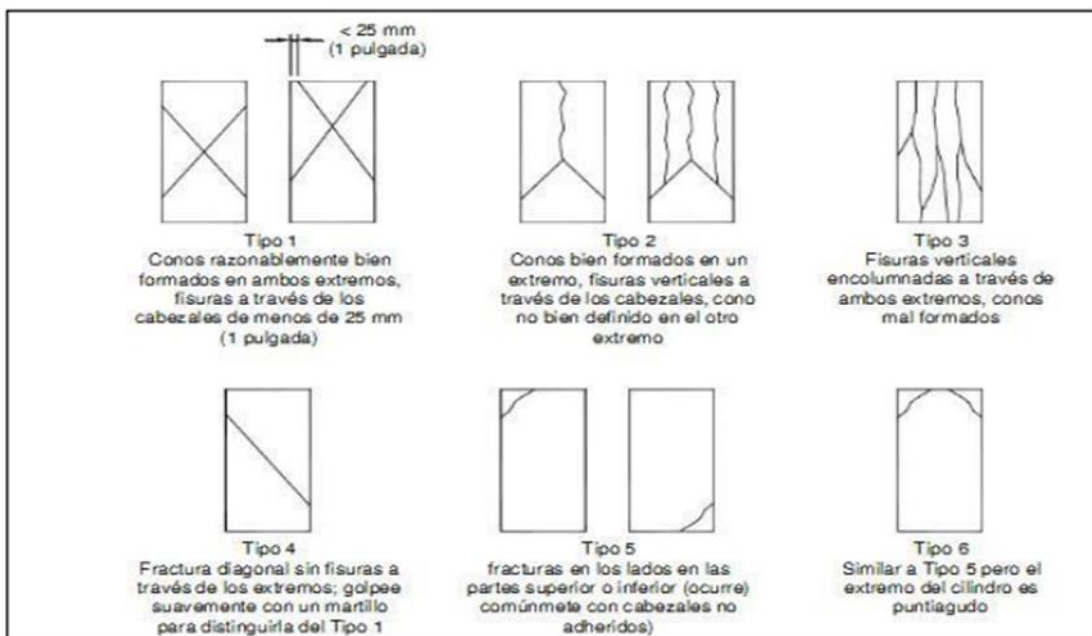 < 25 mm
(1 pulgada)
Tipo 1
Conos razonablemente bien
formados en ambos extremos,
fisuras a través de los
cabezales de menos de 25 mm
(1 pulgada)
Tipo 2
Conos bien formados en un
extremo, fisuras verticales a
través de los cabezales, cono
no bien definido en el otro
extremo
Tipo 3
Fisuras verticales
encolumnadas a través de
ambos extremos, conos
mal formados
Tipo 4
Fractura diagonal sin fisuras a
través de los extremos; golpee
suavemente con un martillo
para distinguirla del Tipo 1
Tipo 5
fracturas en los lados en las
partes superior o inferior (ocurre)
comúnmete con cabezales no
adheridos)
Tipo 6
Similar a Tipo 5 pero el
extremo del cilindro es
puntiagudo